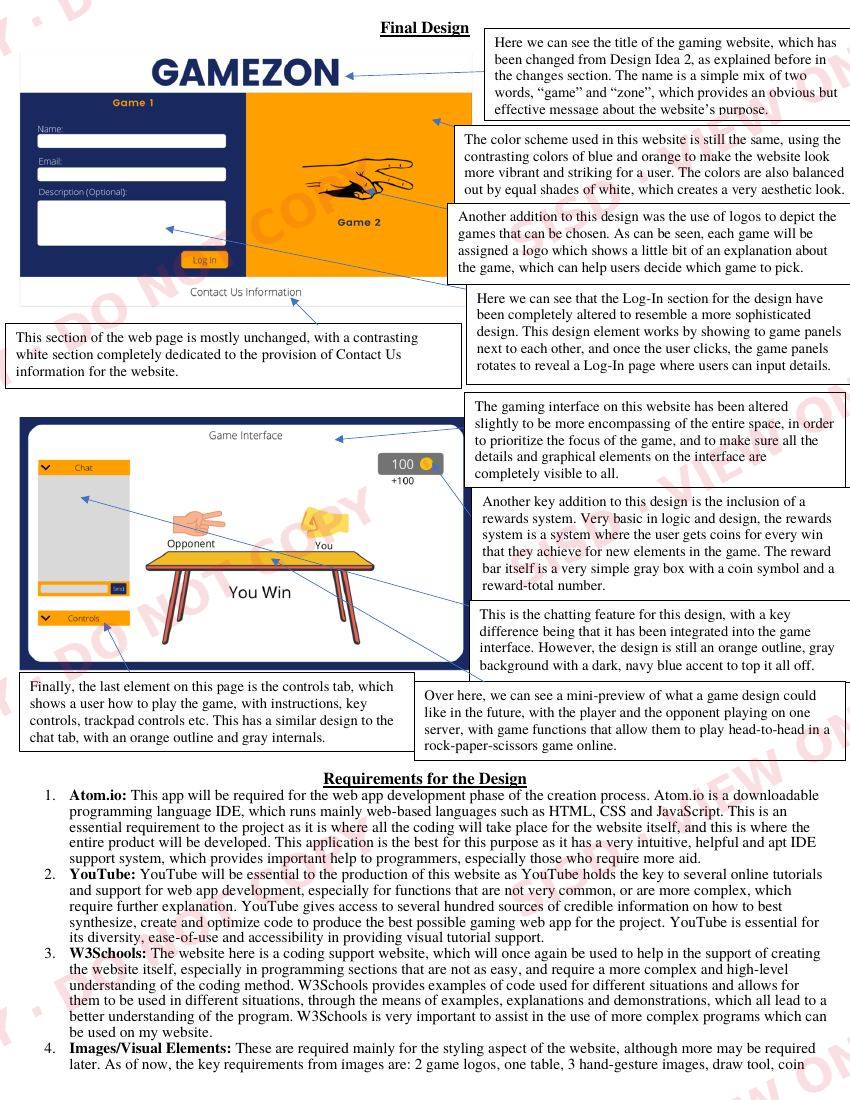 Final Design
GAMEZON
Game 1
Name:
Email:
Description (Optional):
Log In
Game 2
Contact Us Information
Here we can see the title of the gaming website, which has
been changed from Design Idea 2, as explained before in
the changes section. The name is a simple mix of two
words, “game” and “zone”, which provides an obvious but
effective message about the website’s purpose.
The color scheme used in this website is still the same, using the
contrasting colors of blue and orange to make the website look
more vibrant and striking for a user. The colors are also balanced
out by equal shades of white, which creates a very aesthetic look.
Another addition to this design was the use of logos to depict the
games that can be chosen. As can be seen, each game will be
assigned a logo which shows a little bit of an explanation about
the game, which can help users decide which game to pick.
Here we can see that the Log-In section for the design have
been completely altered to resemble a more sophisticated
design. This design element works by showing to game panels
next to each other, and once the user clicks, the game panels
rotates to reveal a Log-In page where users can input details.
This section of the web page is mostly unchanged, with a contrasting
white section completely dedicated to the provision of Contact Us
information for the website.
Game Interface
Chat
Send
Controls
100
+100
Opponent
You
You Win
The gaming interface on this website has been altered
slightly to be more encompassing of the entire space, in order
to prioritize the focus of the game, and to make sure all the
details and graphical elements on the interface are
completely visible to all.
Another key addition to this design is the inclusion of a
rewards system. Very basic in logic and design, the rewards
system is a system where the user gets coins for every win
that they achieve for new elements in the game. The reward
bar itself is a very simple gray box with a coin symbol and a
reward-total number.
This is the chatting feature for this design, with a key
difference being that it has been integrated into the game
interface. However, the design is still an orange outline, gray
background with a dark, navy blue accent to top it all off.
Finally, the last element on this page is the controls tab, which
shows a user how to play the game, with instructions, key
controls, trackpad controls etc. This has a similar design to the
chat tab, with an orange outline and gray internals.
Over here, we can see a mini-preview of what a game design could
like in the future, with the player and the opponent playing on one
server, with game functions that allow them to play head-to-head in a
rock-paper-scissors game online.
Requirements for the Design
1. Atom.io: This app will be required for the web app development phase of the creation process. Atom.io is a downloadable
programming language IDE, which runs mainly web-based languages such as HTML, CSS and JavaScript. This is an
essential requirement to the project as it is where all the coding will take place for the website itself, and this is where the
entire product will be developed. This application is the best for this purpose as it has a very intuitive, helpful and apt IDE
support system, which provides important help to programmers, especially those who require more aid.
2. YouTube: YouTube will be essential to the production of this website as YouTube holds the key to several online tutorials
and support for web app development, especially for functions that are not very common, or are more complex, which
require further explanation. YouTube gives access to several hundred sources of credible information on how to best
synthesize, create and optimize code to produce the best possible gaming web app for the project. YouTube is essential for
its diversity, ease-of-use and accessibility in providing visual tutorial support.
3. W3Schools: The website here is a coding support website, which will once again be used to help in the support of creating
the website itself, especially in programming sections that are not as easy, and require a more complex and high-level
understanding of the coding method. W3Schools provides examples of code used for different situations and allows for
them to be used in different situations, through the means of examples, explanations and demonstrations, which all lead to a
better understanding of the program. W3Schools is very important to assist in the use of more complex programs which can
be used on my website.
4. Images/Visual Elements: These are required mainly for the styling aspect of the website, although more may be required
later. As of now, the key requirements from images are: 2 game logos, one table, 3 hand-gesture images, draw tool, coin